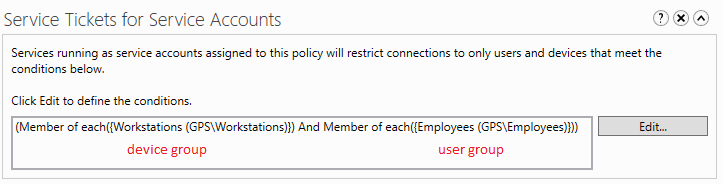 Service Tickets for Service Accounts
Services running as service accounts assigned to this policy will restrict connections to only users and devices that meet the
conditions below.
Click Edit to define the conditions.
(Member of each({Workstations (GPS\Workstations)}) And Member of each({Employees (GPS\Employees)}))
Edit...
device group
user group